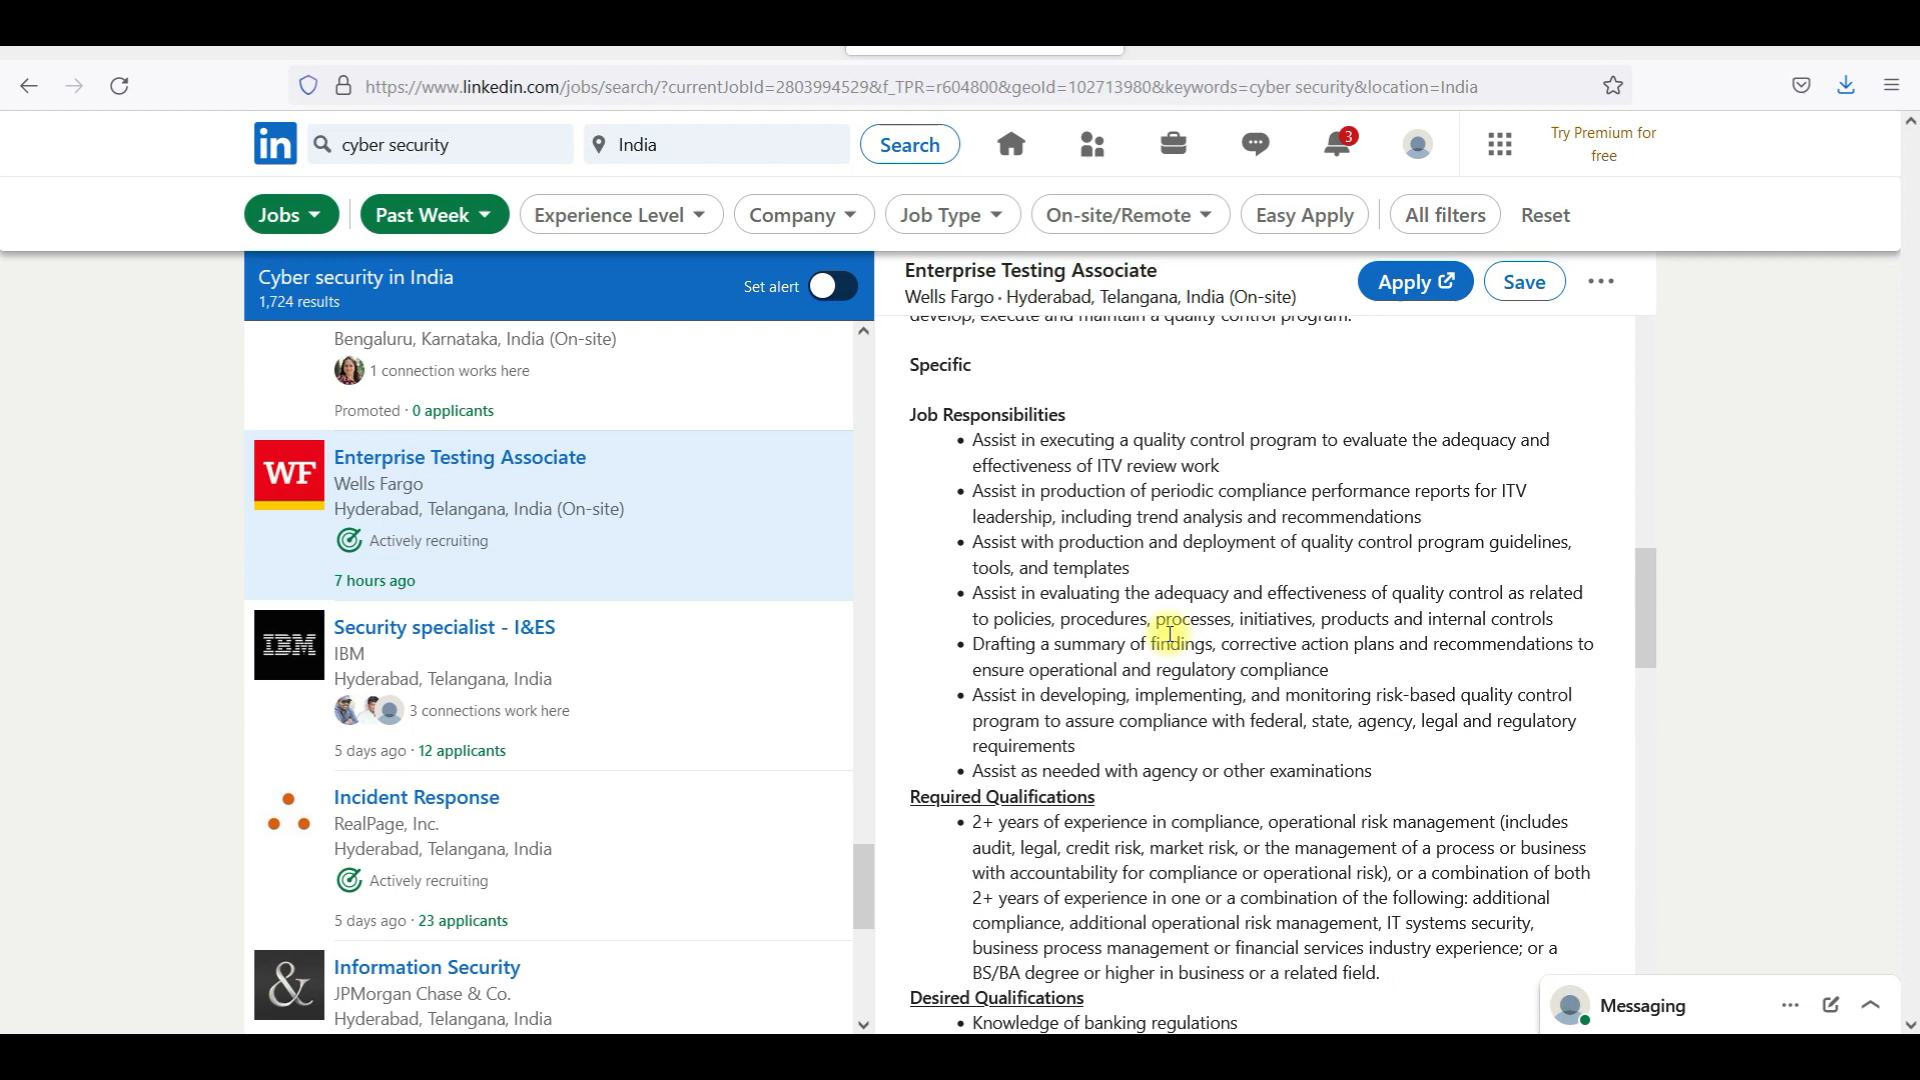 https://www.linkedin.com/jobs/search/?currentJobId=2803994529&f_TPR=r604800&geoId=102713980&keywords=cyber security&location=India
in
cyber security
India
Search
3
Try Premium for
free
Jobs
Past Week
Experience Level
Company
Job Type
On-site/Remote
Easy Apply
All filters
Reset
Cyber security in India
1,724 results
Set alert
Bengaluru, Karnataka, India (On-site)
1 connection works here
Promoted · 0 applicants
WF
Enterprise Testing Associate
Wells Fargo
Hyderabad, Telangana, India (On-site)
Actively recruiting
7 hours ago
IBM
Security specialist - I&ES
IBM
Hyderabad, Telangana, India
3 connections work here
5 days ago · 12 applicants
Incident Response
RealPage, Inc.
Hyderabad, Telangana, India
Actively recruiting
5 days ago · 23 applicants
&
Information Security
JPMorgan Chase & Co.
Hyderabad, Telangana, India
Enterprise Testing Associate
Wells Fargo · Hyderabad, Telangana, India (On-site)
Apply
Save
develop, execute and maintain a quality control program.
Specific
Job Responsibilities
• Assist in executing a quality control program to evaluate the adequacy and
effectiveness of ITV review work
• Assist in production of periodic compliance performance reports for ITV
leadership, including trend analysis and recommendations
• Assist with production and deployment of quality control program guidelines,
tools, and templates
• Assist in evaluating the adequacy and effectiveness of quality control as related
to policies, procedures, processes, initiatives, products and internal controls
• Drafting a summary of findings, corrective action plans and recommendations to
ensure operational and regulatory compliance
• Assist in developing, implementing, and monitoring risk-based quality control
program to assure compliance with federal, state, agency, legal and regulatory
requirements
• Assist as needed with agency or other examinations
Required Qualifications
• 2+ years of experience in compliance, operational risk management (includes
audit, legal, credit risk, market risk, or the management of a process or business
with accountability for compliance or operational risk), or a combination of both
2+ years of experience in one or a combination of the following: additional
compliance, additional operational risk management, IT systems security,
business process management or financial services industry experience; or a
BS/BA degree or higher in business or a related field.
Desired Qualifications
• Knowledge of banking regulations
Messaging